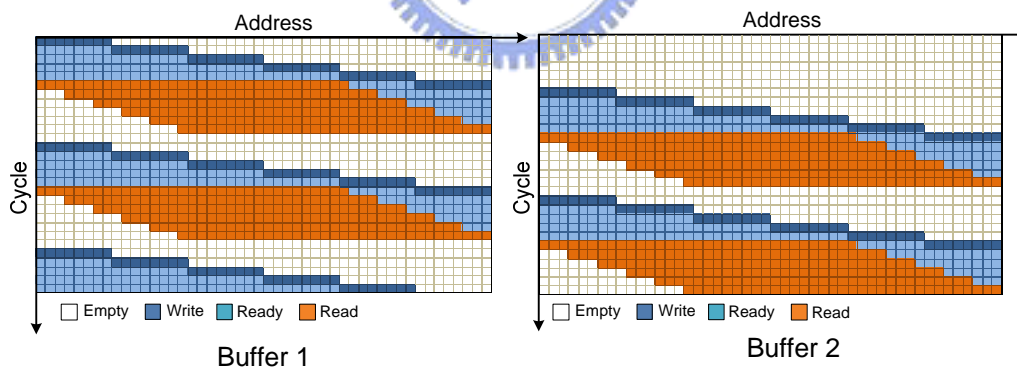 Address
Cycle
Empty Write Ready Read
Buffer 1
Address
Cycle
Empty Write Ready Read
Buffer 2